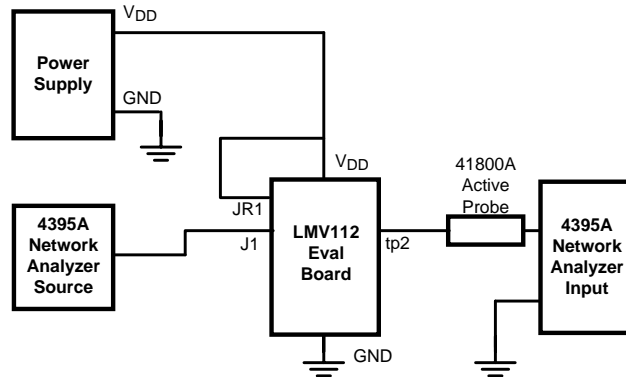 VDD
Power
Supply
GND
VDD
41800A
Active
Probe
JR1
J1
LMV112
Eval
Board
tp2
4395A
Network
Analyzer
Source
4395A
Network
Analyzer
Input
GND